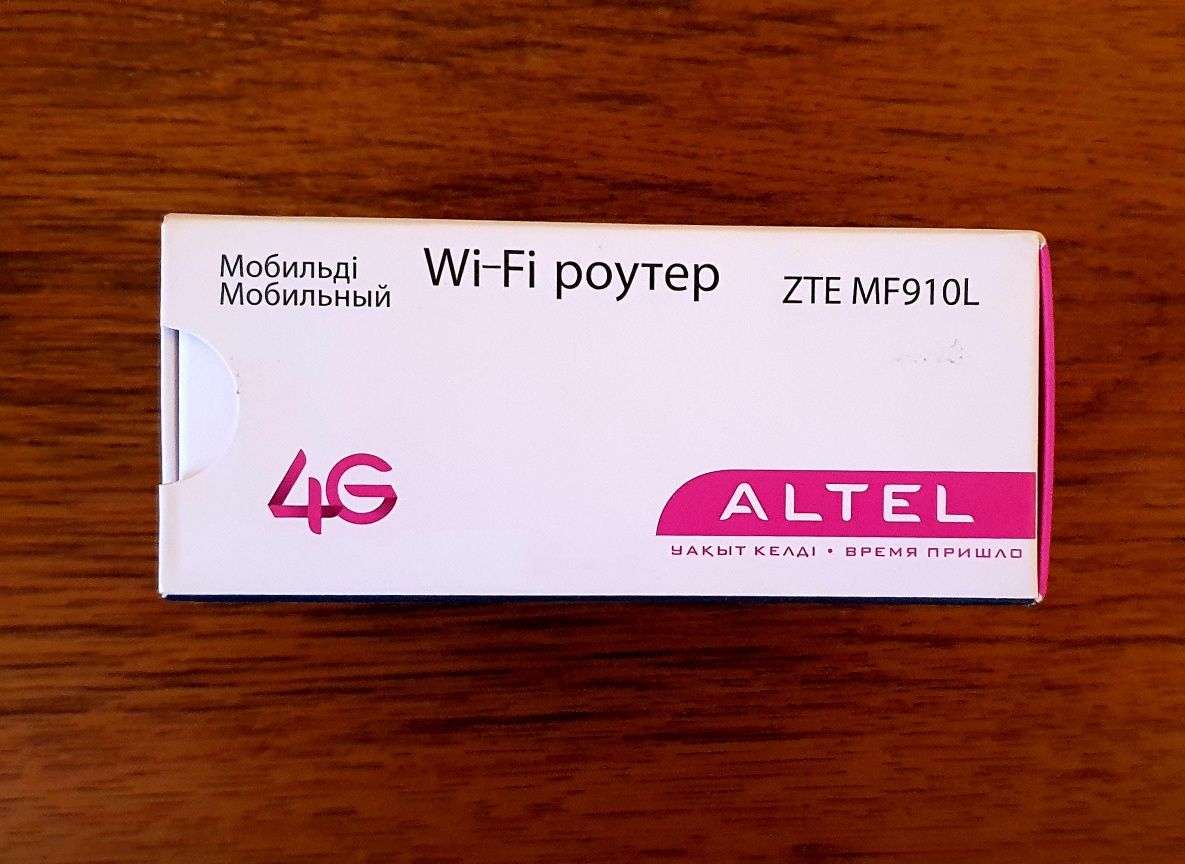 Мобильді
Мобильный
Wi-Fi роутер
ZTE MF910L
4G
ALTEL
УАҚЫТ КЕЛДІ • ВРЕМЯ ПРИШЛО